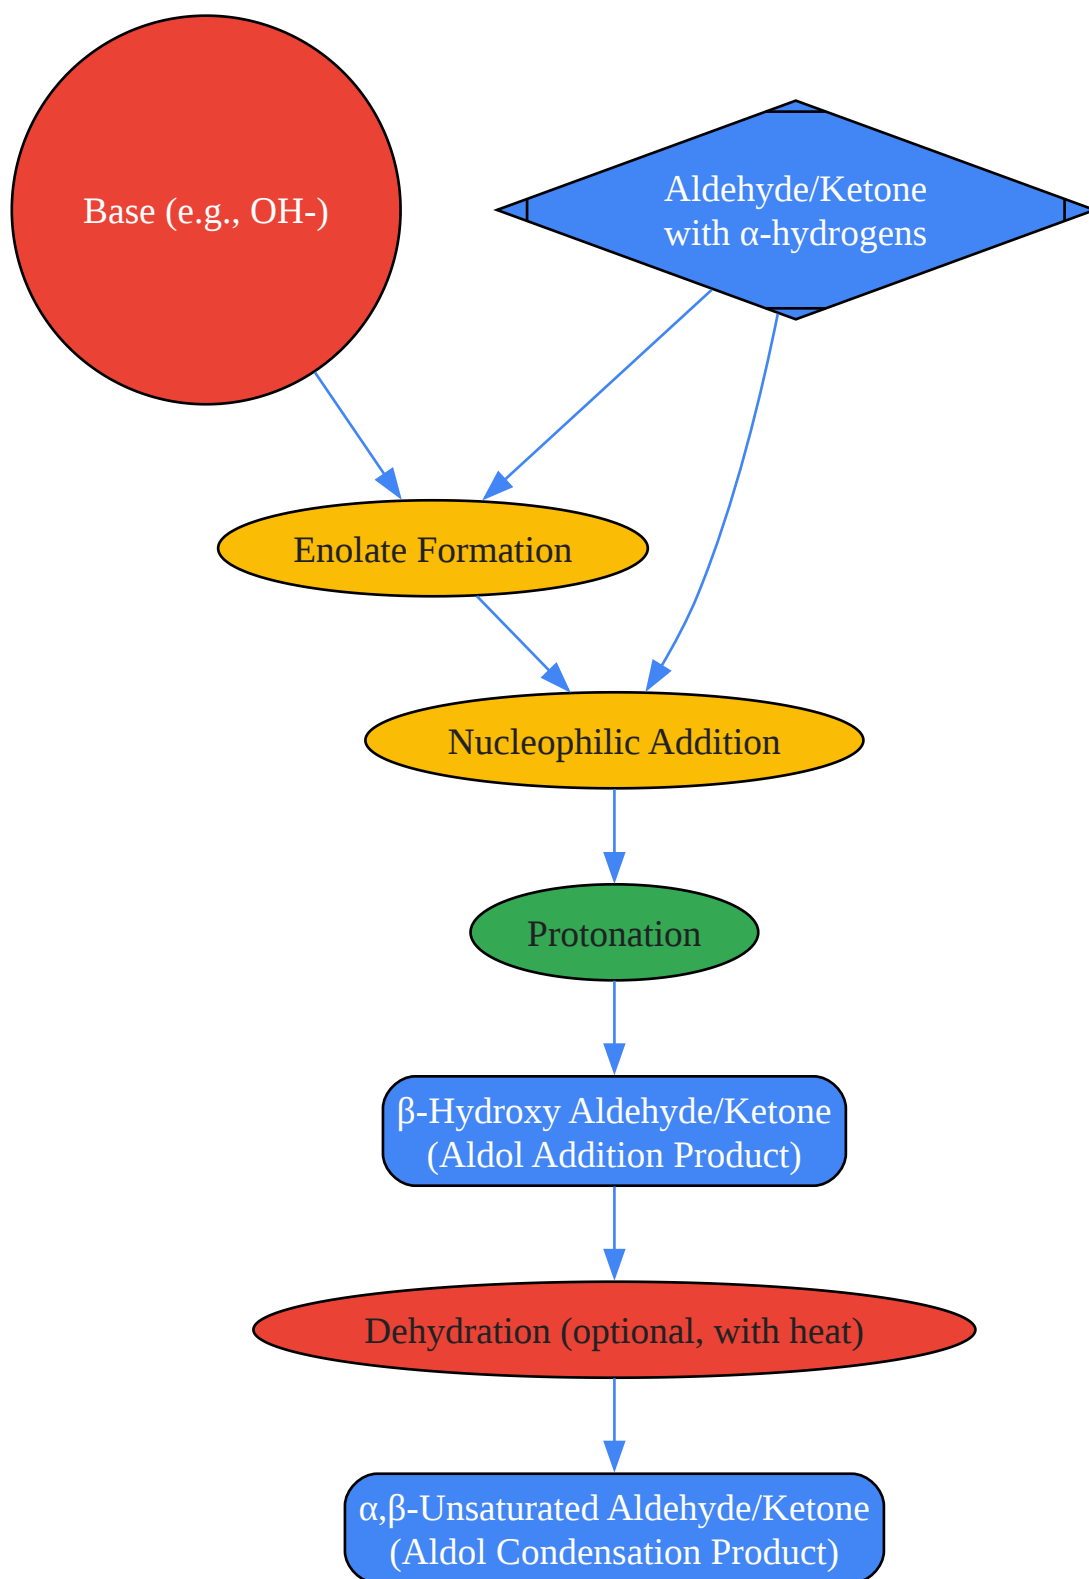 Base (e.g., OH-)
Aldehyde/Ketone
with α-hydrogens
Enolate Formation
Nucleophilic Addition
Protonation
β-Hydroxy Aldehyde/Ketone
(Aldol Addition Product)
Dehydration (optional, with heat)
α,β-Unsaturated Aldehyde/Ketone
(Aldol Condensation Product)